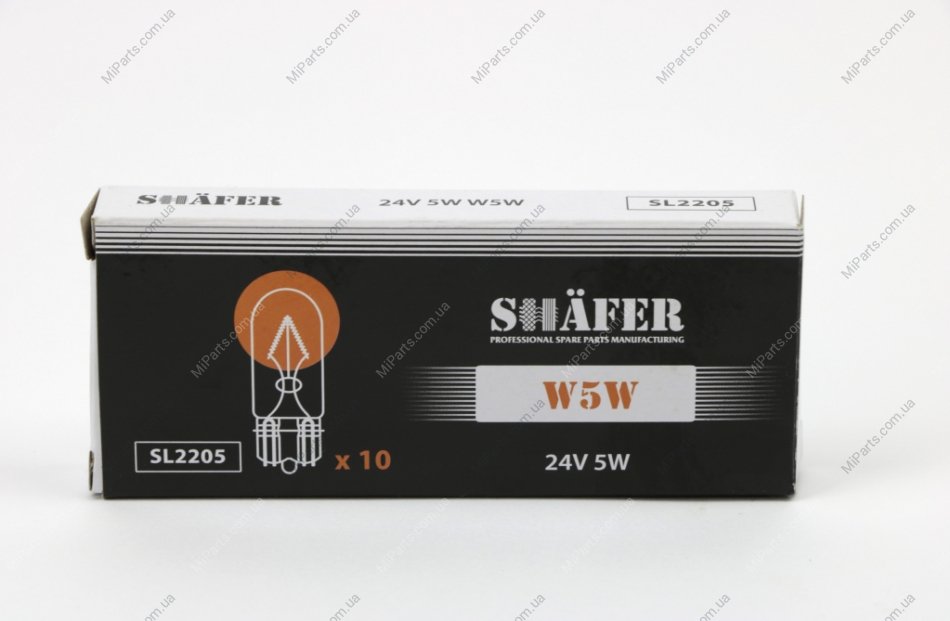 SHÄFER 24V 5W W5W SL2205
SHÄFER
PROFESSIONAL SPARE PARTS MANUFACTURING
W5W
SL2205 x 10 24V 5W
MiParts.com.ua